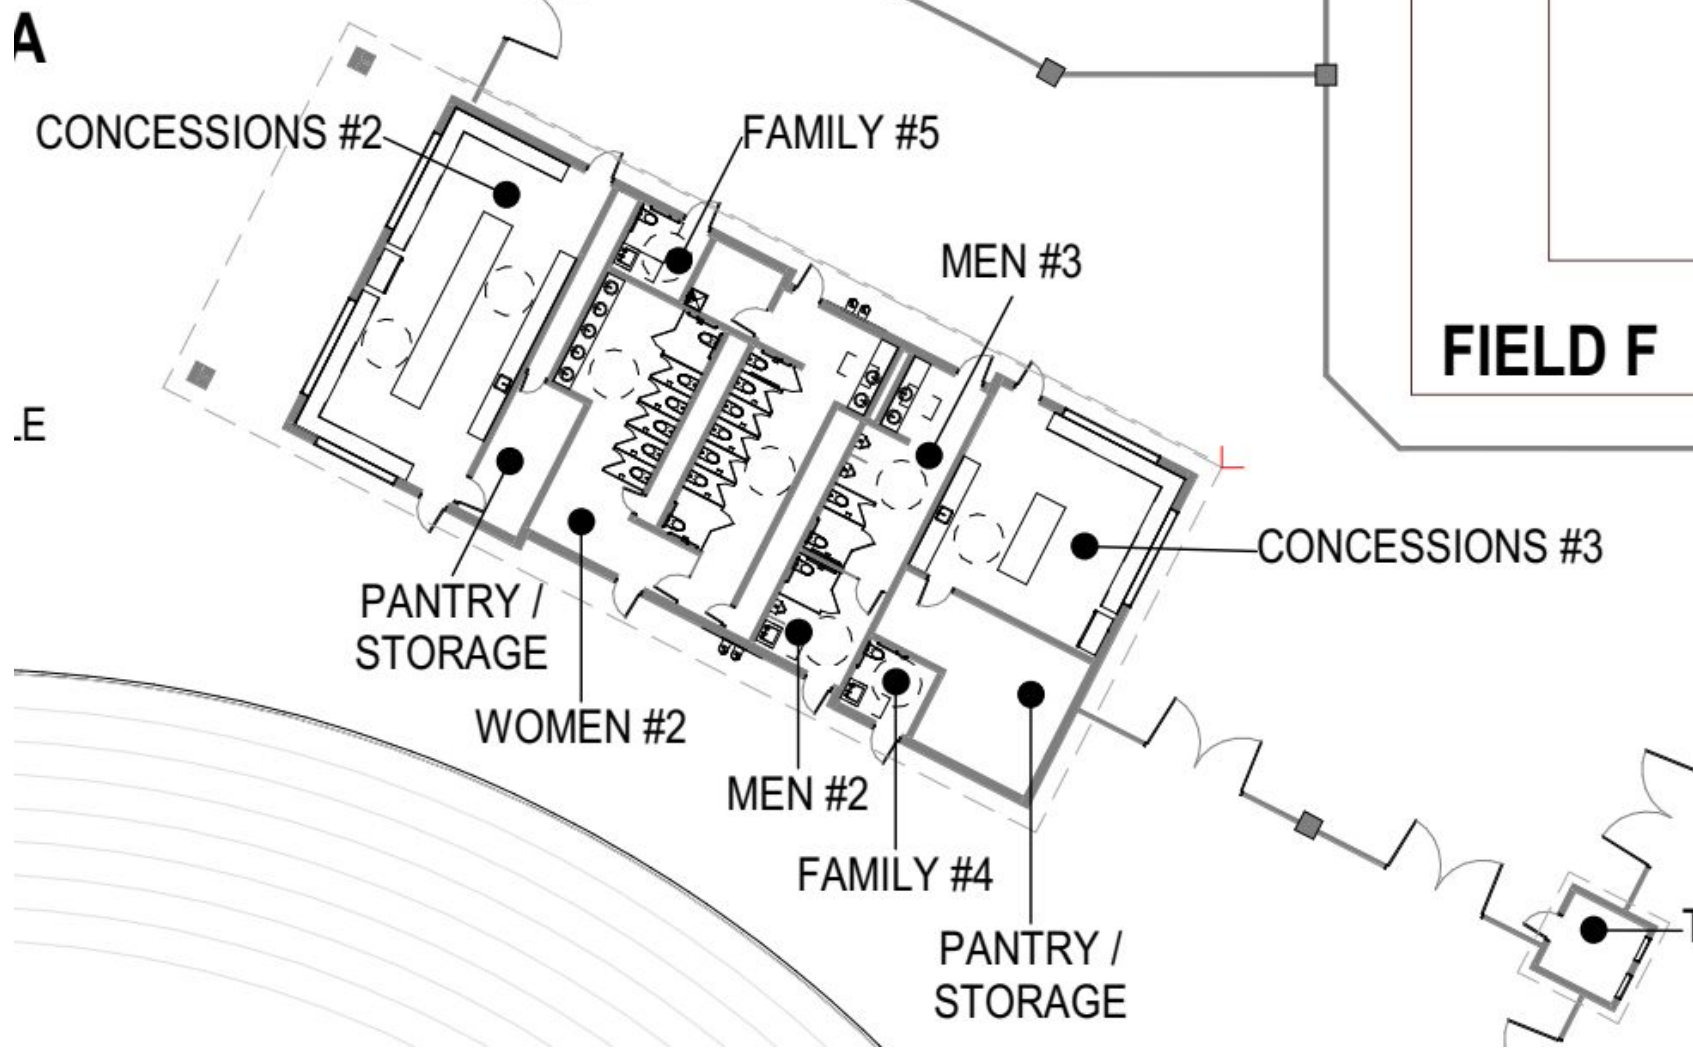 A
CONCESSIONS #2
FAMILY #5
MEN #3
FIELD F
LE
CONCESSIONS #3
PANTRY /
STORAGE
WOMEN #2
MEN #2
FAMILY #4
PANTRY /
STORAGE
T